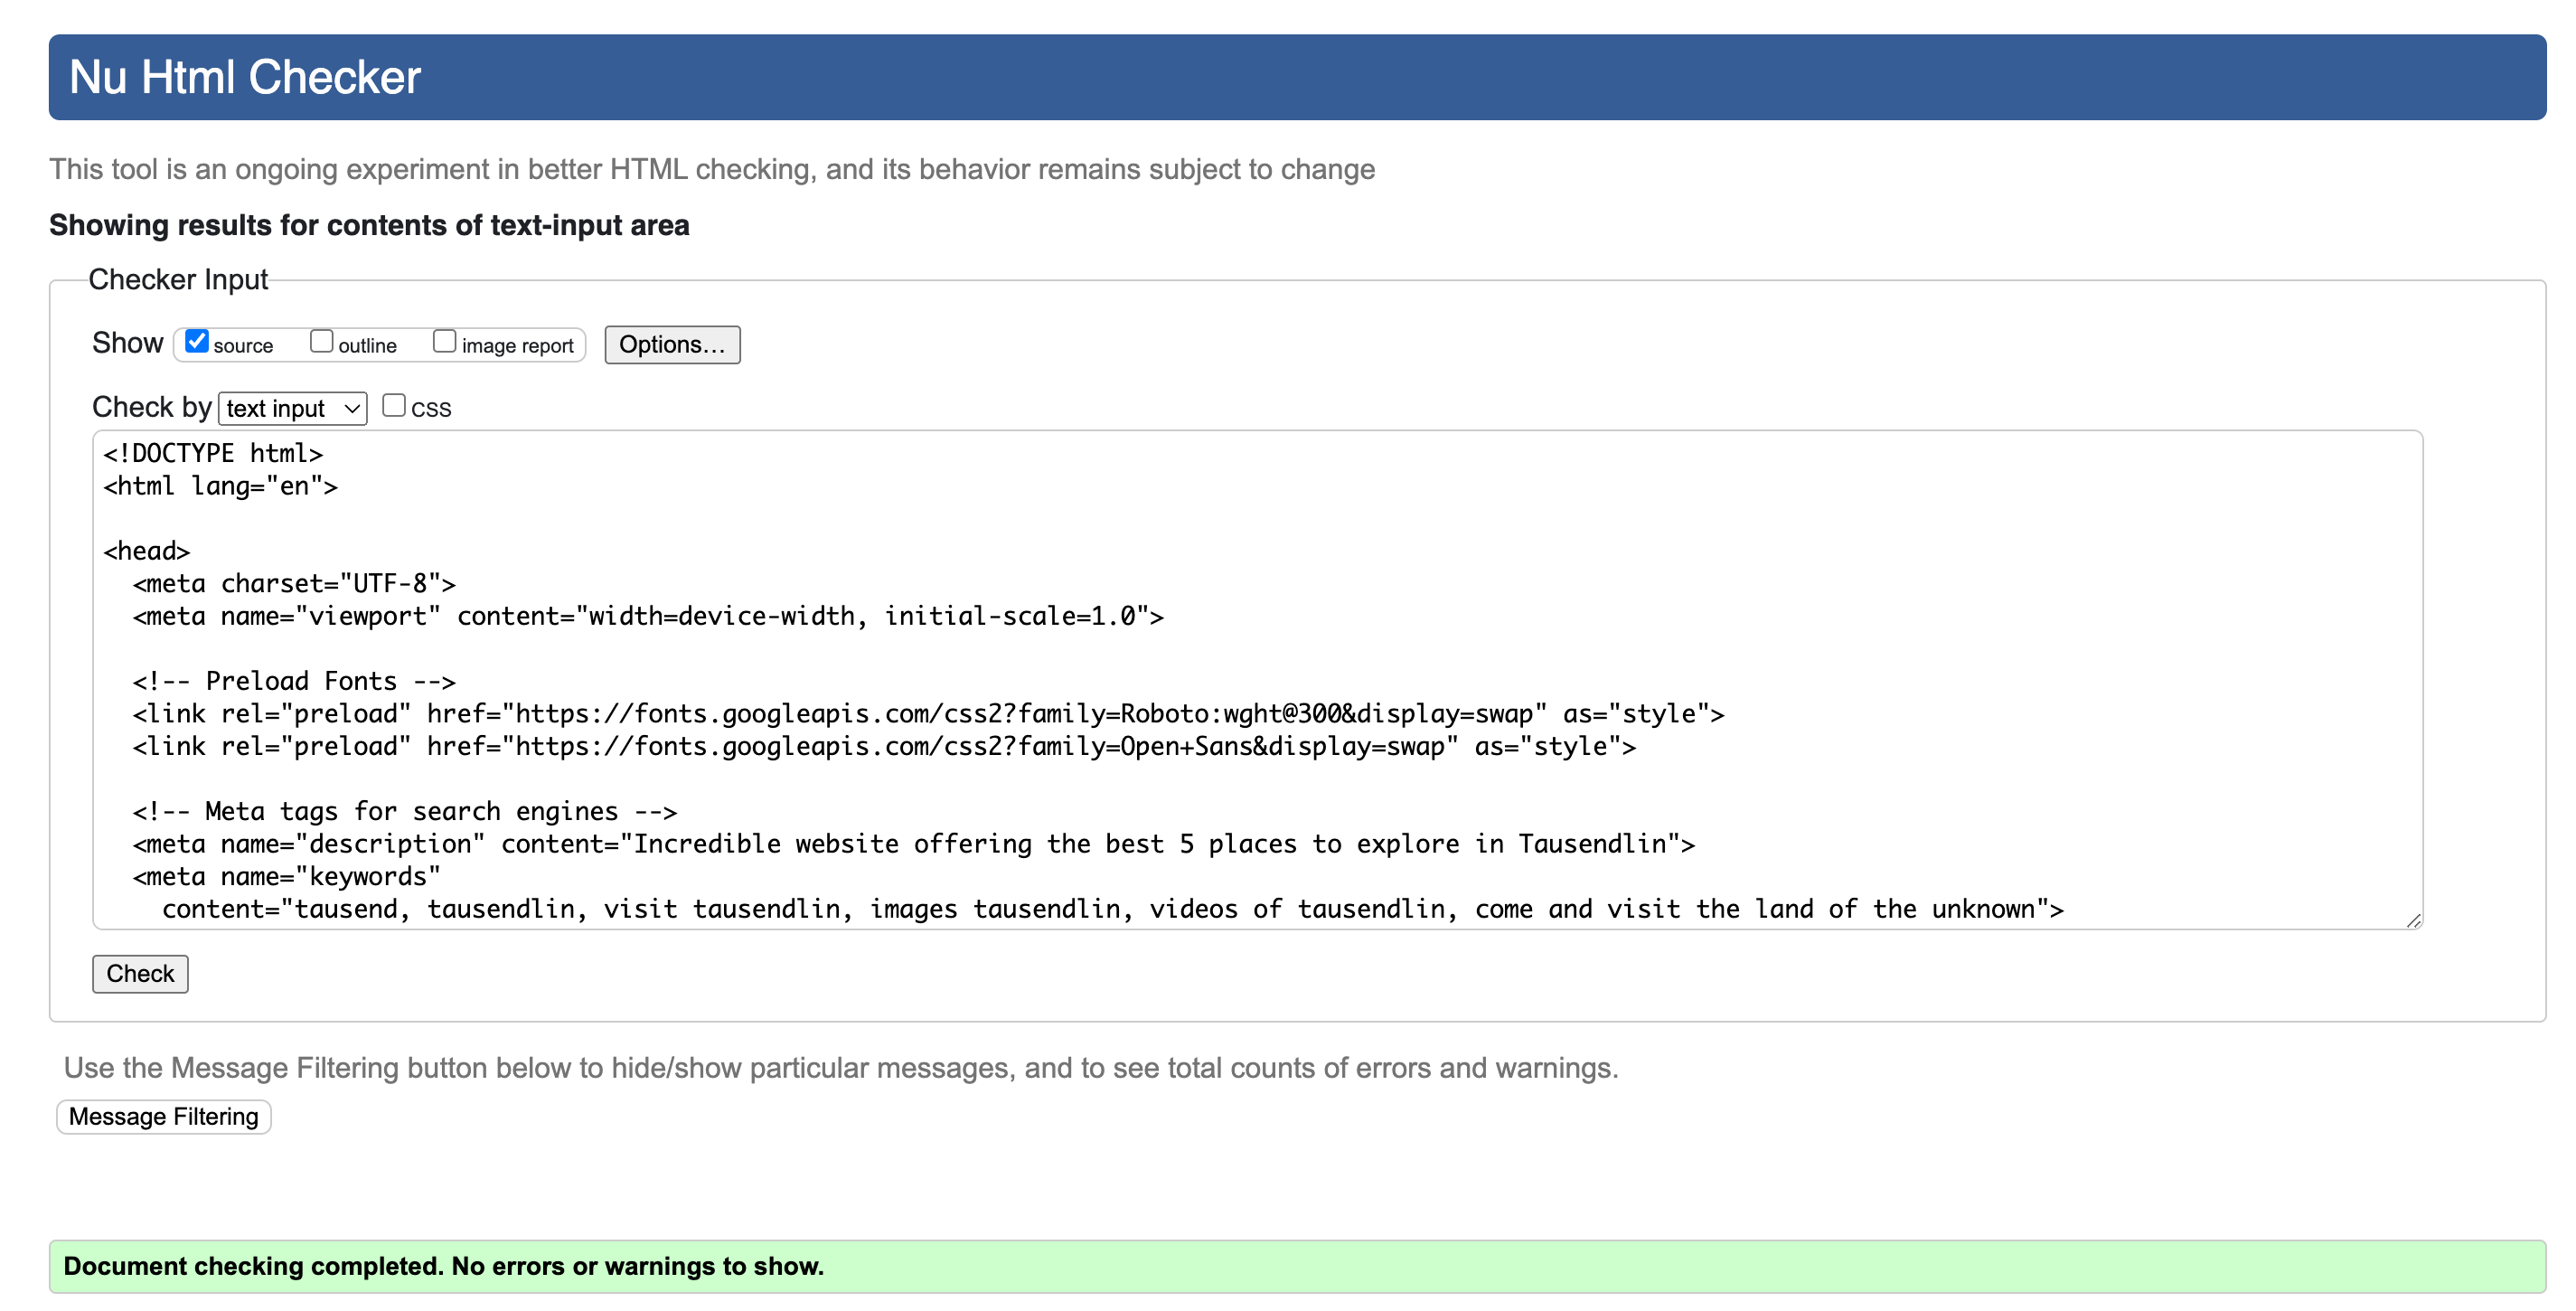 Nu Html Checker
This tool is an ongoing experiment in better HTML checking, and its behavior remains subject to change
Showing results for contents of text-input area
Checker Input
Show source outline image report Options...
Check by text input CSS
<!DOCTYPE html>
<html lang="en">
<head>
<meta charset="UTF-8">
<meta name="viewport" content="width=device-width, initial-scale=1.0">
<!-- Preload Fonts -->
<link rel="preload" href="https://fonts.googleapis.com/css2?family=Roboto:wght@300&display=swap" as="style">
<link rel="preload" href="https://fonts.googleapis.com/css2?family=Open+Sans&display=swap" as="style">
<!-- Meta tags for search engines -->
<meta name="description" content="Incredible website offering the best 5 places to explore in Tausendlin">
<meta name="keywords"
content="tausend, tausendlin, visit tausendlin, images tausendlin, videos of tausendlin, come and visit the land of the unknown">
Check
Use the Message Filtering button below to hide/show particular messages, and to see total counts of errors and warnings.
Message Filtering
Document checking completed. No errors or warnings to show.